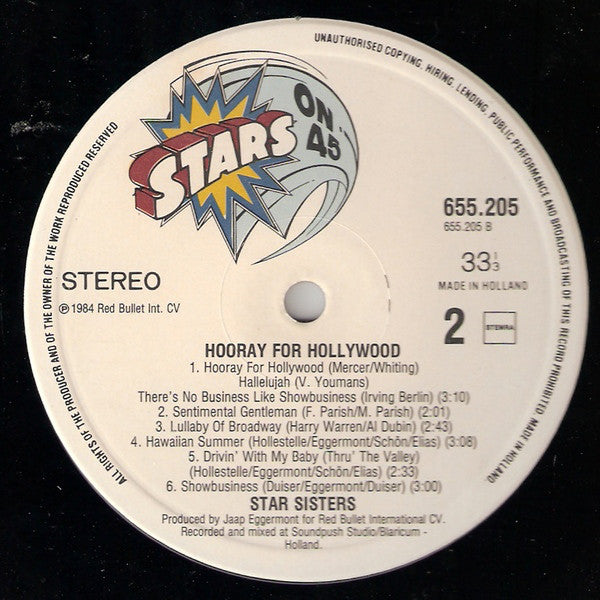 ALL RIGHTS OF THE PRODUCER AND OF THE OWNER OF THE WORK REPRODUCED RESERVED
UNAUTHORISED COPYING, HIRING, LENDING, PUBLIC PERFORMANCE AND BROADCASTING OF THIS RECORD PROHIBITED. MADE IN HOLLAND.
STARS
ON
45
655.205
655.205 B
STEREO
℗ 1984 Red Bullet Int. CV
33⅓
MADE IN HOLLAND
2
STEMRA
HOORAY FOR HOLLYWOOD
1. Hooray For Hollywood (Mercer/Whiting)
Hallelujah (V. Youmans)
There's No Business Like Showbusiness (Irving Berlin) (3:10)
2. Sentimental Gentleman (F. Parish/M. Parish) (2:01)
3. Lullaby Of Broadway (Harry Warren/Al Dubin) (2:43)
4. Hawaiian Summer (Hollestelle/Eggermont/Schön/Elias) (3:08)
5. Drivin' With My Baby (Thru' The Valley)
(Hollestelle/Eggermont/Schön/Elias) (2:33)
6. Showbusiness (Duiser/Eggermont/Duiser) (3:00)
STAR SISTERS
Produced by Jaap Eggermont for Red Bullet International CV.
Recorded and mixed at Soundpush Studio/Blaricum -
Holland.